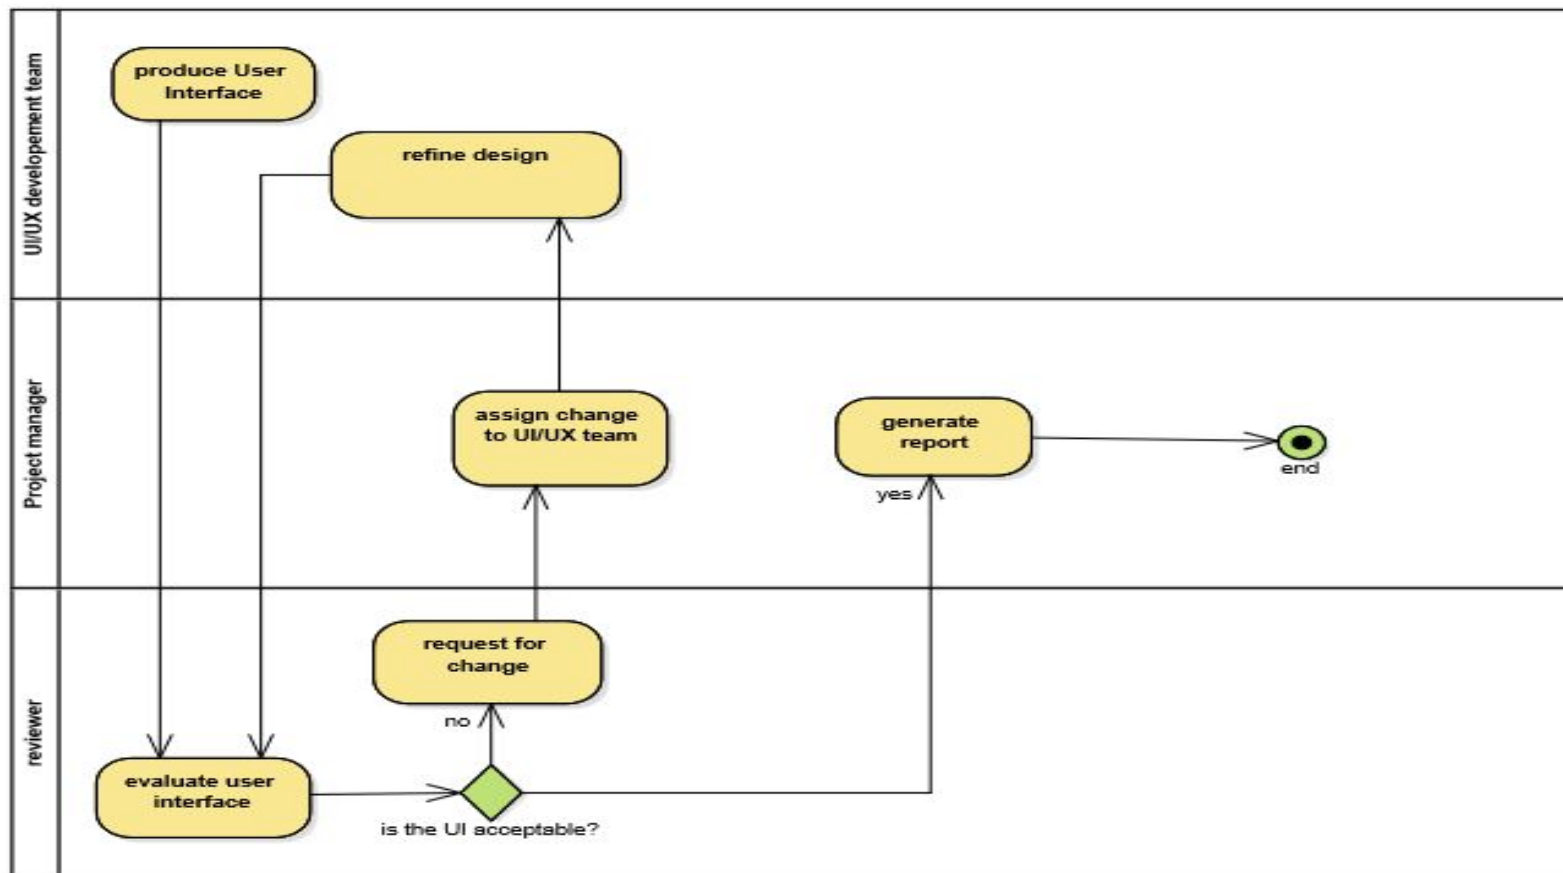 UI/UX developement team
produce User
Interface
refine design
Project manager
assign change
to UI/UX team
generate
report
end
yes
reviewer
request for
change
no
evaluate user
interface
is the UI acceptable?